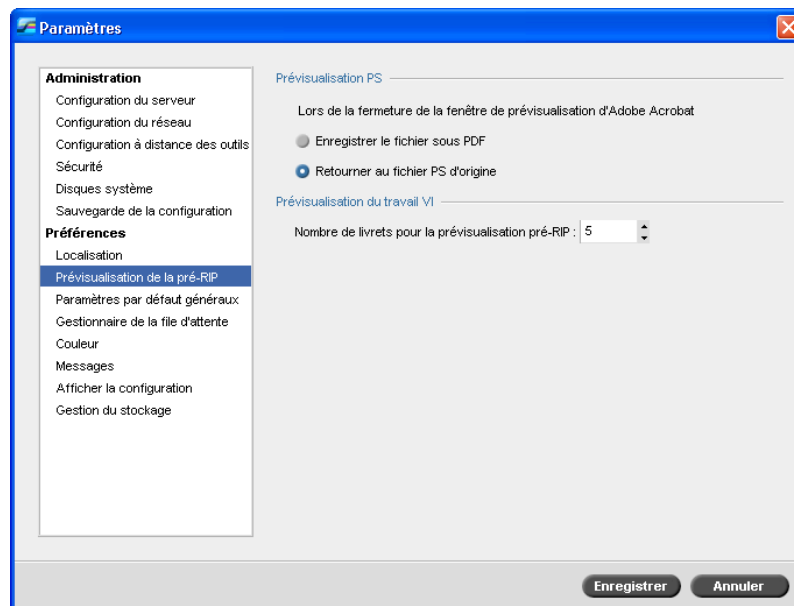 Paramètres
Administration
Configuration du serveur
Configuration du réseau
Configuration à distance des outils
Sécurité
Disques système
Sauvegarde de la configuration
Préférences
Localisation
Prévisualisation de la pré-RIP
Paramètres par défaut généraux
Gestionnaire de la file d'attente
Couleur
Messages
Afficher la configuration
Gestion du stockage
Prévisualisation PS
Lors de la fermeture de la fenêtre de prévisualisation d'Adobe Acrobat
Enregistrer le fichier sous PDF
Retourner au fichier PS d'origine
Prévisualisation du travail VI
Nombre de livrets pour la prévisualisation pré-RIP : 5
Enregistrer Annuler